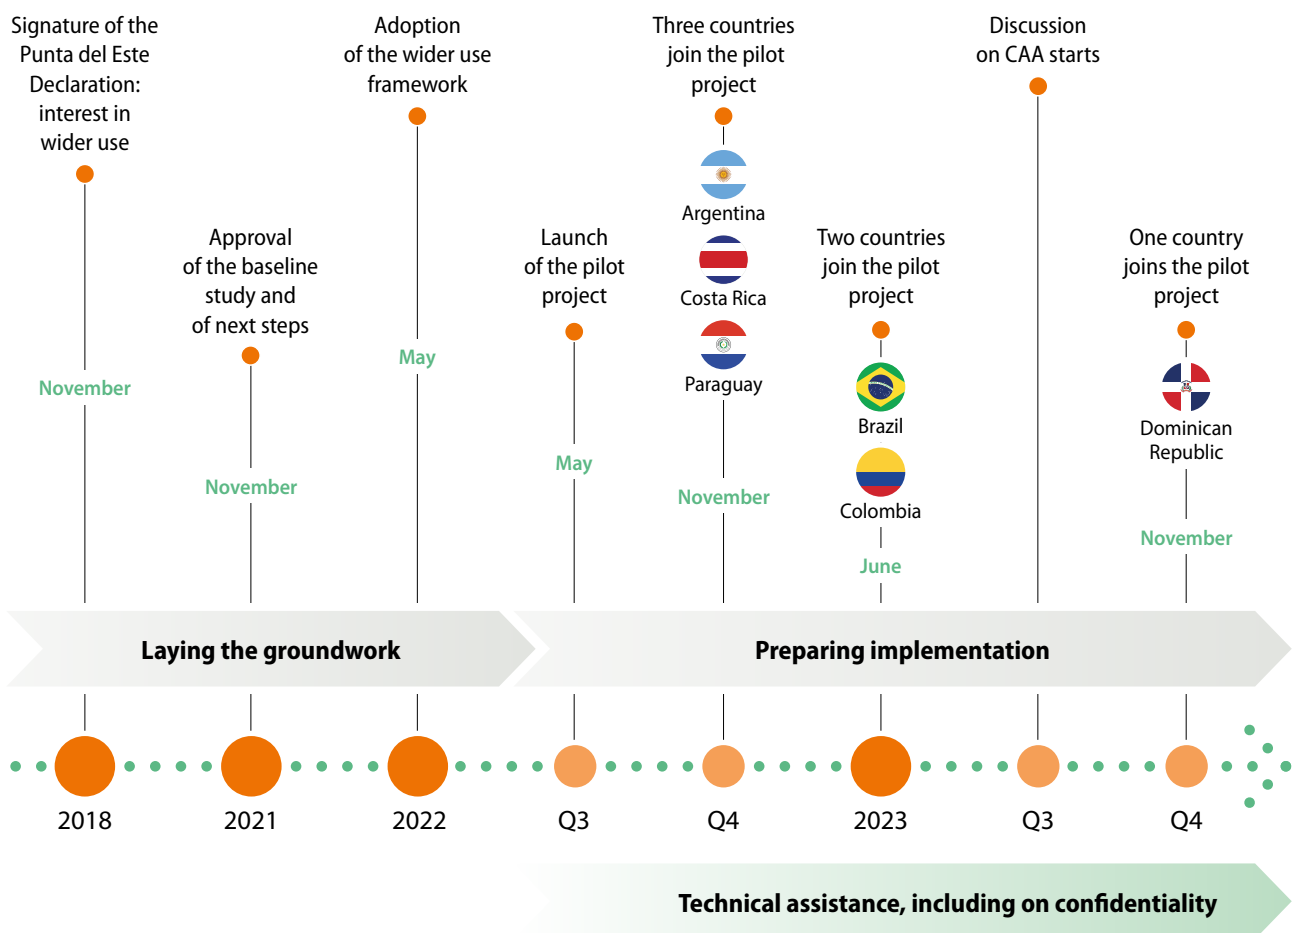 Signature of the
Punta del Este
Declaration:
interest in
wider use
November
Approval
of the baseline
study and
of next steps
November
Adoption
of the wider use
framework
May
Launch
of the pilot
project
May
Three countries
join the pilot
project
Argentina
Costa Rica
Paraguay
November
Two countries
join the pilot
project
Brazil
Colombia
June
Discussion
on CAA starts
One country
joins the pilot
project
Dominican
Republic
November
Laying the groundwork
Preparing implementation
2018
2021
2022
Q3
Q4
2023
Q3
Q4
Technical assistance, including on confidentiality